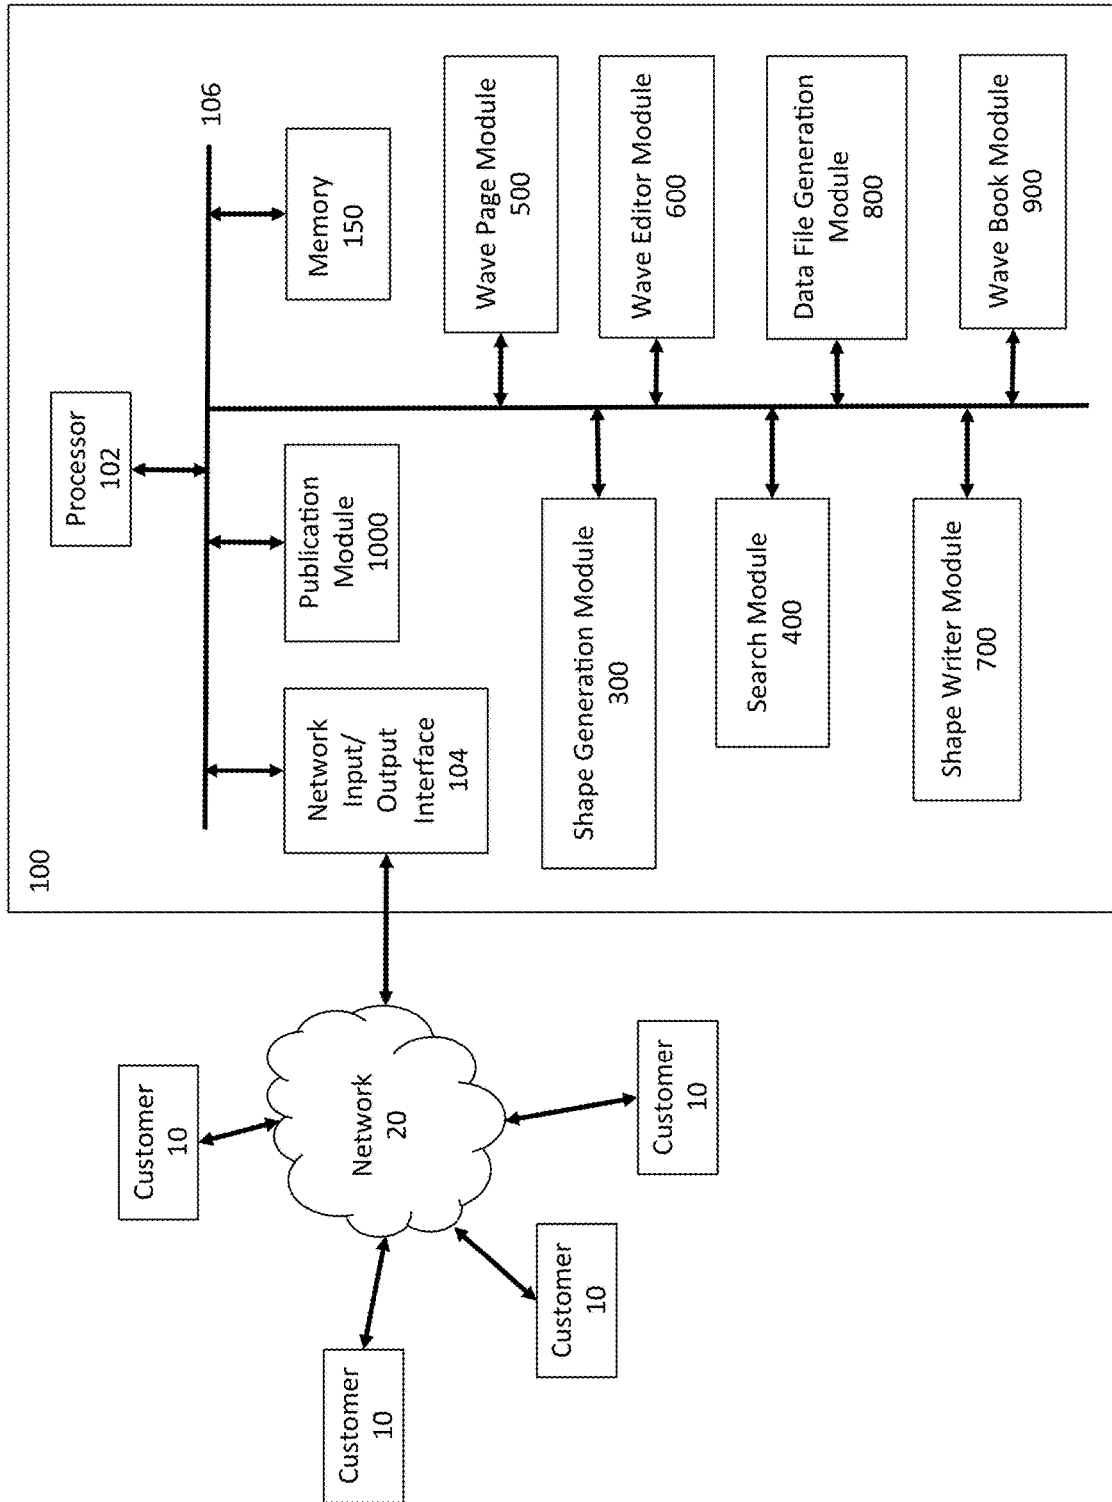 100
Processor
102
106
Network
Input/
Output
Interface
104
Publication
Module
1000
Memory
150
Customer
10
Customer
10
Network
20
Customer
10
Customer
10
Shape Generation Module
300
Wave Page Module
500
Search Module
400
Wave Editor Module
600
Shape Writer Module
700
Data File Generation
Module
800
Wave Book Module
900